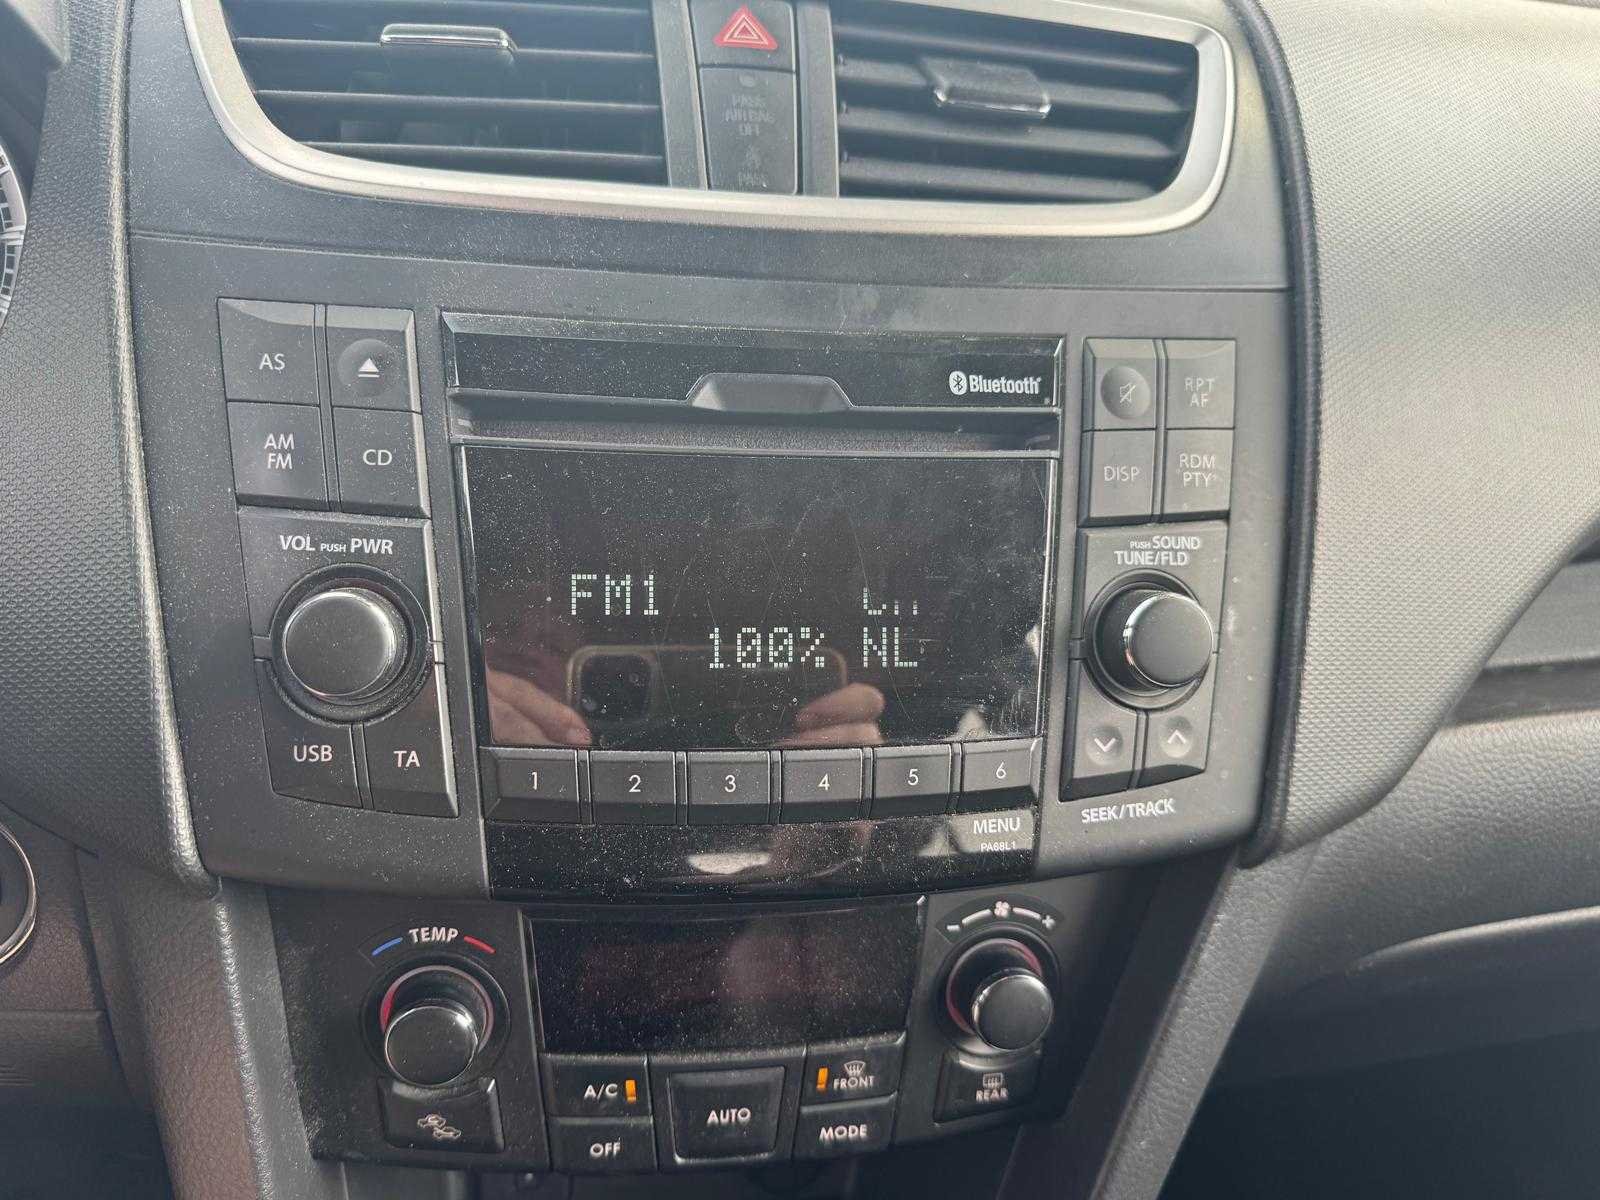 PASS
AIR BAG
OFF
PASS
AS
AM
FM
CD
Bluetooth
RPT
AF
DISP
RDM
PTY
VOL PUSH PWR
PUSH SOUND
TUNE/FLD
FM1
100% NL
USB
TA
1
2
3
4
5
6
MENU
PA68L1
SEEK/TRACK
TEMP
- +
A/C
AUTO
FRONT
REAR
OFF
MODE